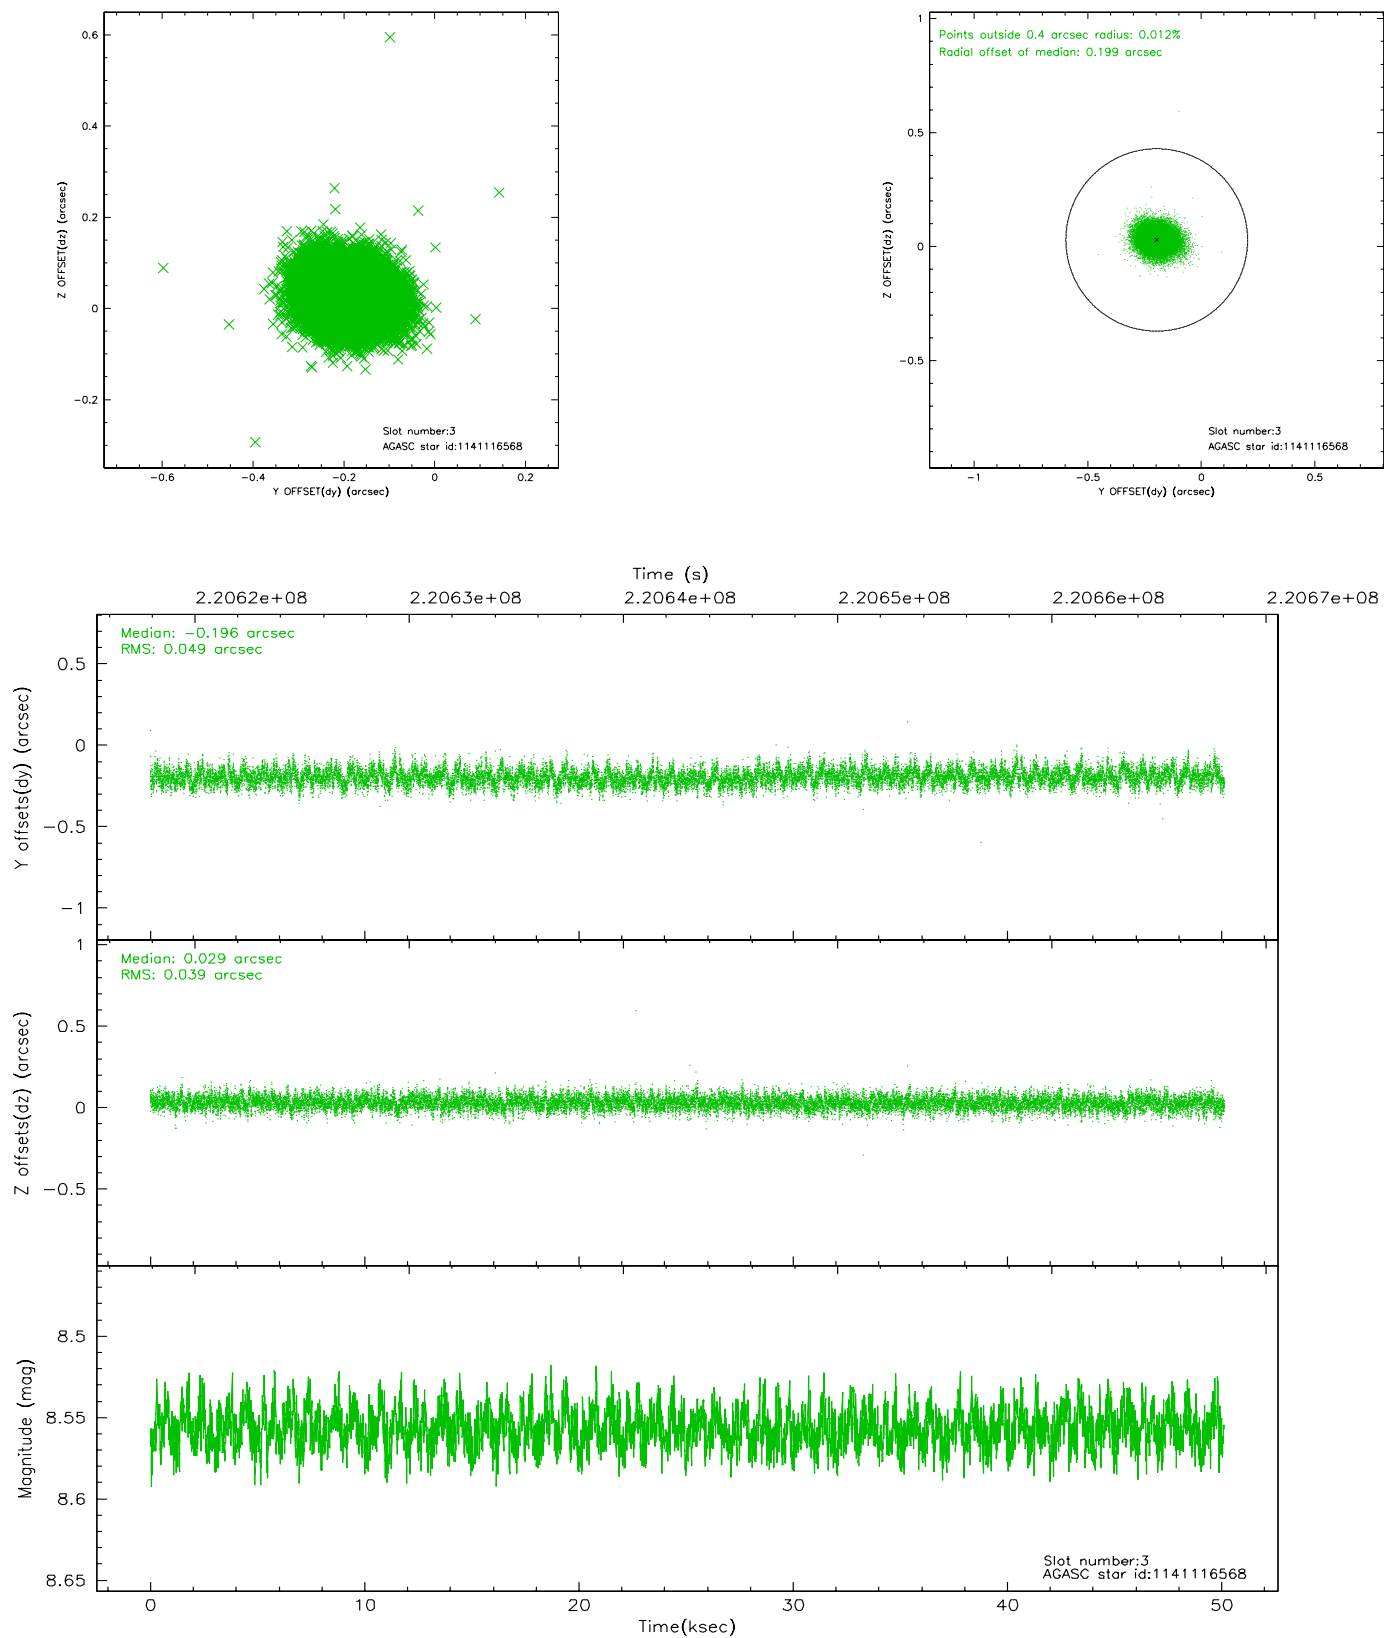 0.6
0.4
0.2
0
−0.2
Z OFFSET(dz) (arcsec)
Slot number:3
AGASC star id:1141116568
−0.6
−0.4
−0.2
0
0.2
Y OFFSET(dy) (arcsec)
Points outside 0.4 arcsec radius: 0.012%
Radial offset of median: 0.199 arcsec
1
0.5
0
−0.5
Z OFFSET(dz) (arcsec)
Slot number:3
AGASC star id:1141116568
−1
−0.5
0
0.5
Y OFFSET(dy) (arcsec)
Time (s)
2.2062e+08
2.2063e+08
2.2064e+08
2.2065e+08
2.2066e+08
2.2067e+08
Median: −0.196 arcsec
RMS: 0.049 arcsec
0.5
0
−0.5
−1
Y offsets(dy) (arcsec)
Median: 0.029 arcsec
RMS: 0.039 arcsec
1
0.5
0
−0.5
Z offsets(dz) (arcsec)
8.5
8.55
8.6
8.65
Magnitude (mag)
Slot number:3
AGASC star id:1141116568
0
10
20
30
40
50
Time(ksec)